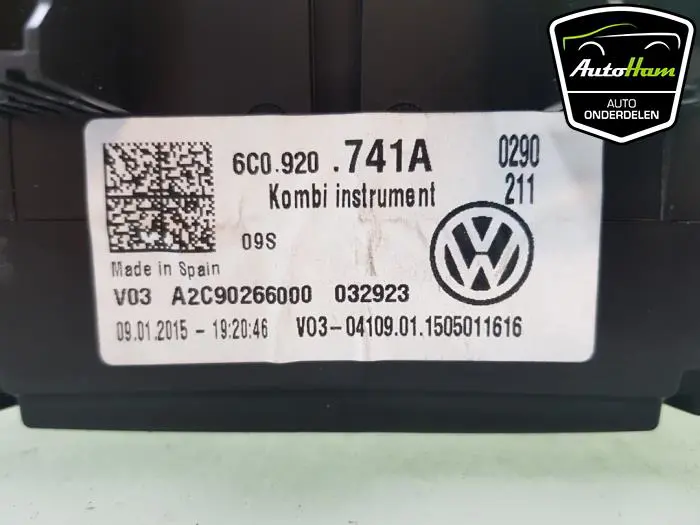 AutoHam
AUTO
ONDERDELEN
6C0.920 .741A 0290
Kombi instrument 211
09S
Made in Spain
V03 A2C90266000 032923
09.01.2015 - 19:20:46 V03-04109.01.1505011616